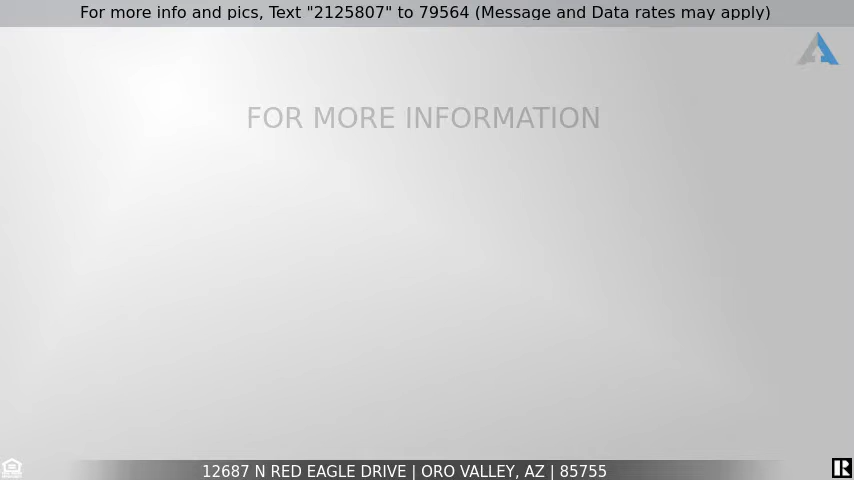 For more info and pics, Text "2125807" to 79564 (Message and Data rates may apply)
FOR MORE INFORMATION
12687 N RED EAGLE DRIVE | ORO VALLEY, AZ | 85755